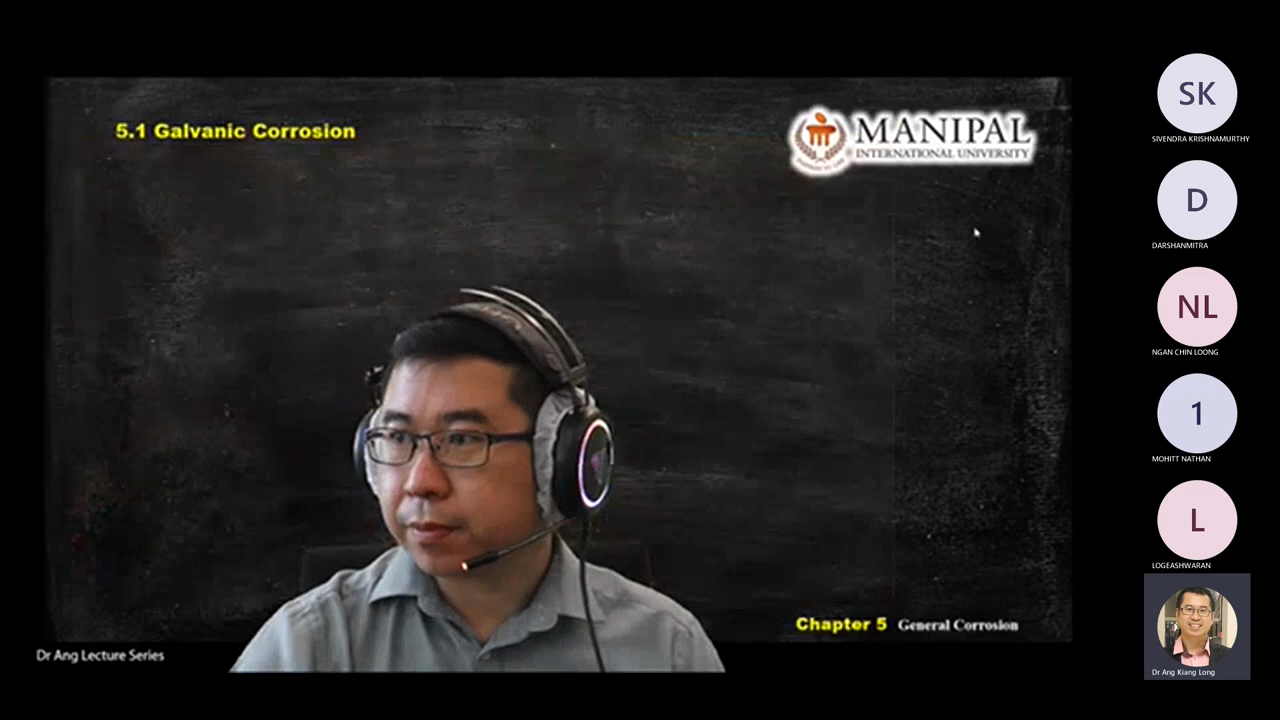 5.1 Galvanic Corrosion
MANIPAL
INTERNATIONAL UNIVERSITY
Chapter 5 General Corrosion
Dr Ang Lecture Series
SK
SIVENDRA KRISHNAMURTHY
D
DARSHANMITRA
NL
NGAN CHIN LOONG
1
MOHITT NATHAN
L
LOGEASHWARAN
Dr Ang Kiang Long